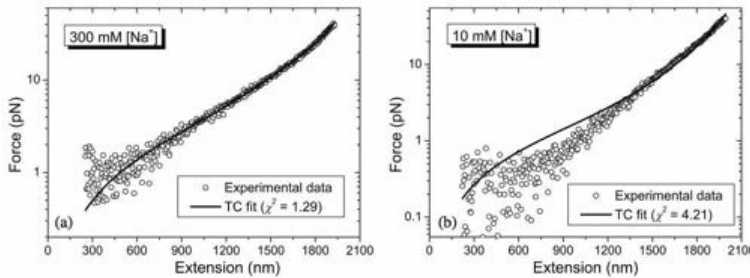 300 mM [Na⁺]
Force (pN)
10
1
(a)
Experimental data
TC fit (χ² = 1.29)
0 300 600 900 1200 1500 1800 2100
Extension (nm)
10 mM [Na⁺]
Force (pN)
10
1
0.1
(b)
Experimental data
TC fit (χ² = 4.21)
0 300 600 900 1200 1500 1800 2100
Extension (nm)